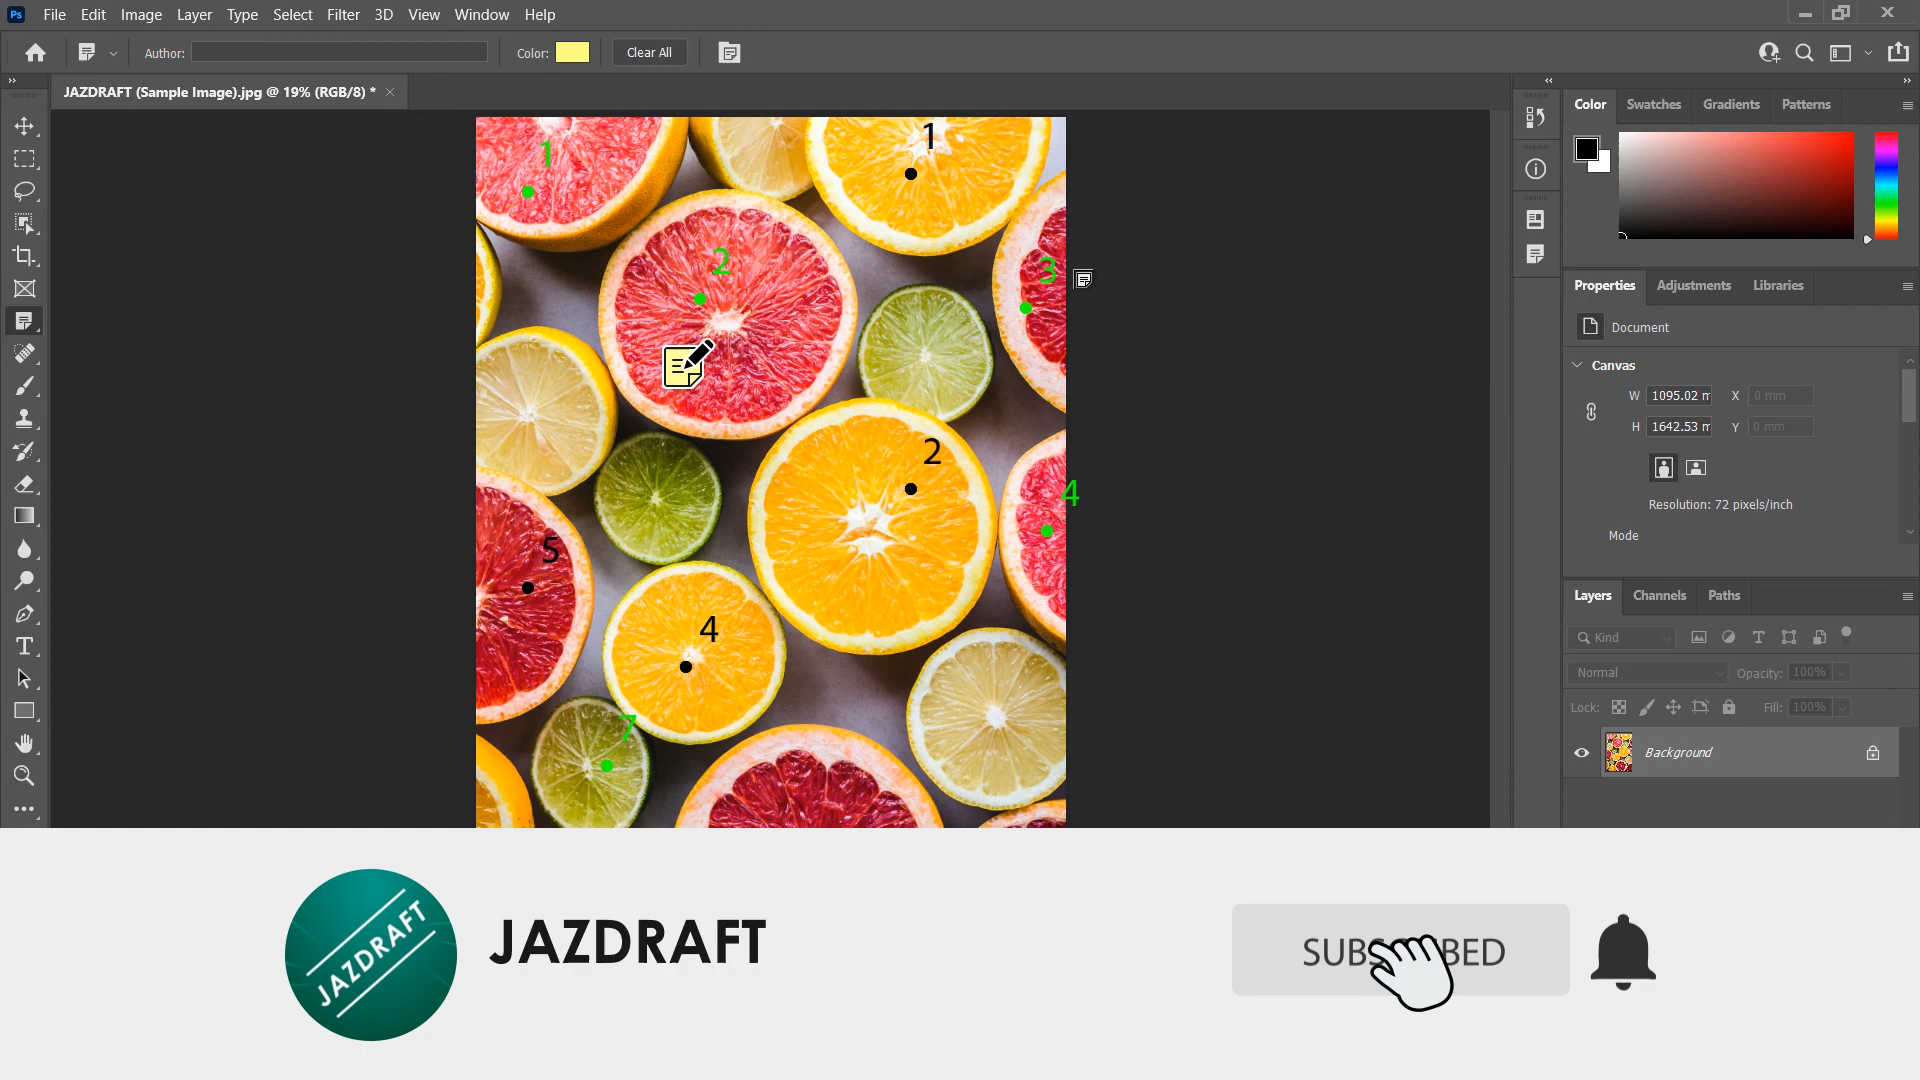 Ps File Edit Image Layer Type Select Filter 3D View Window Help
Author: Color: Clear All
JAZDRAFT (Sample Image).jpg @ 19% (RGB/8) *
Color Swatches Gradients Patterns
1
1
2
3
2
4
5
4
7
Properties Adjustments Libraries
Document
Canvas
W 1095.02 m X 0 mm
H 1642.53 m Y 0 mm
Resolution: 72 pixels/inch
Mode
Layers Channels Paths
Kind
Normal Opacity: 100%
Lock: Fill: 100%
Background
JAZDRAFT
JAZDRAFT